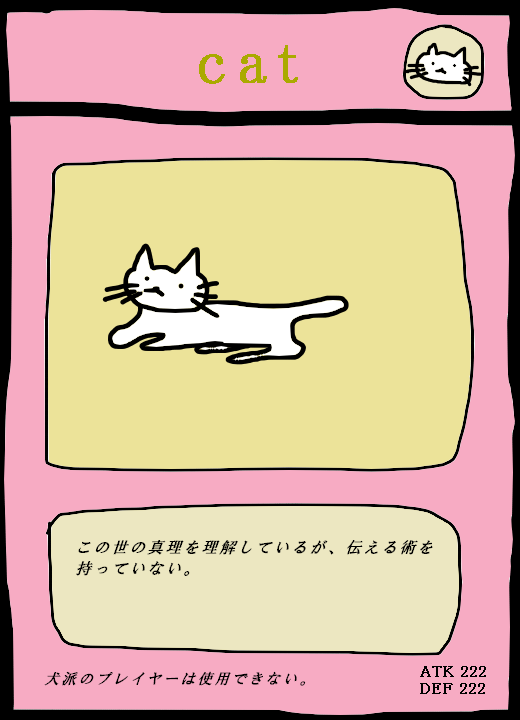 cat
この世の真理を理解しているが、伝える術を
持っていない。
犬派のプレイヤーは使用できない。
ATK 222
DEF 222